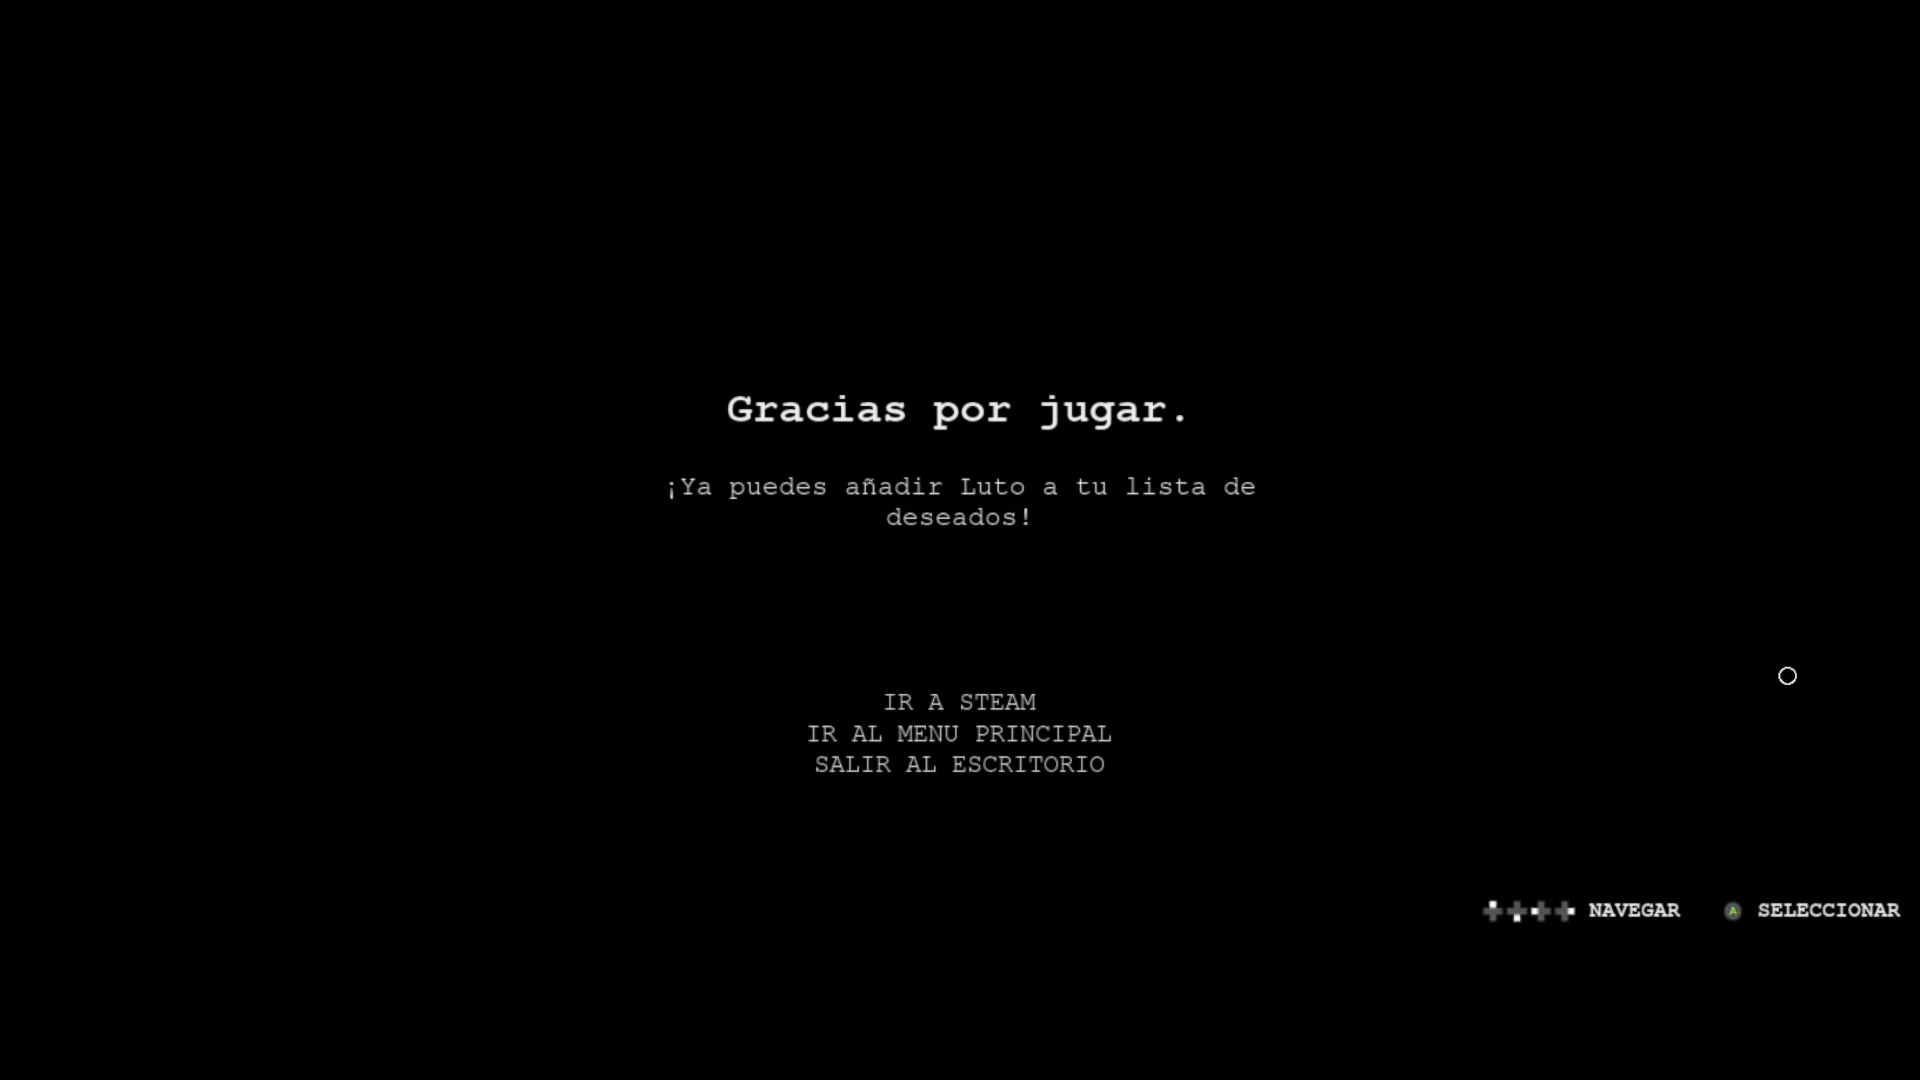 Gracias por jugar.
¡Ya puedes añadir Luto a tu lista de
deseados!
IR A STEAM
IR AL MENU PRINCIPAL
SALIR AL ESCRITORIO
NAVEGAR A SELECCIONAR